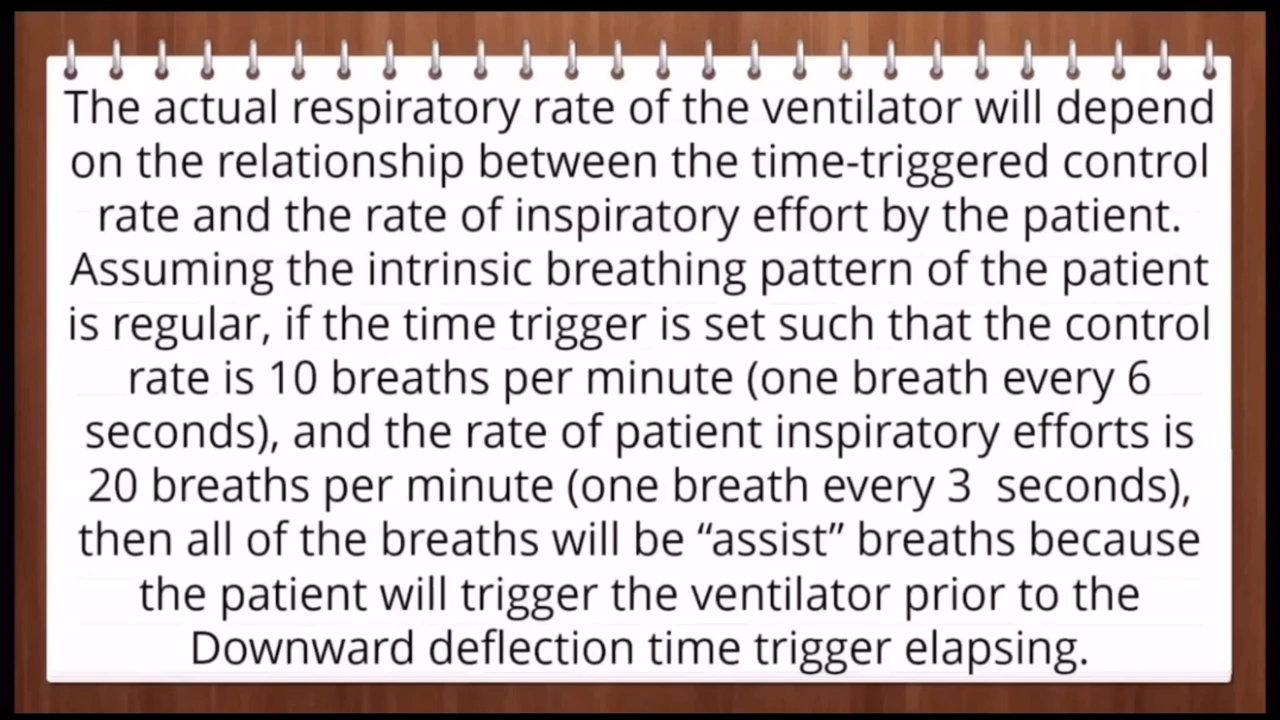 The actual respiratory rate of the ventilator will depend
on the relationship between the time-triggered control
rate and the rate of inspiratory effort by the patient.
Assuming the intrinsic breathing pattern of the patient
is regular, if the time trigger is set such that the control
rate is 10 breaths per minute (one breath every 6
seconds), and the rate of patient inspiratory efforts is
20 breaths per minute (one breath every 3  seconds),
then all of the breaths will be “assist” breaths because
the patient will trigger the ventilator prior to the
Downward deflection time trigger elapsing.